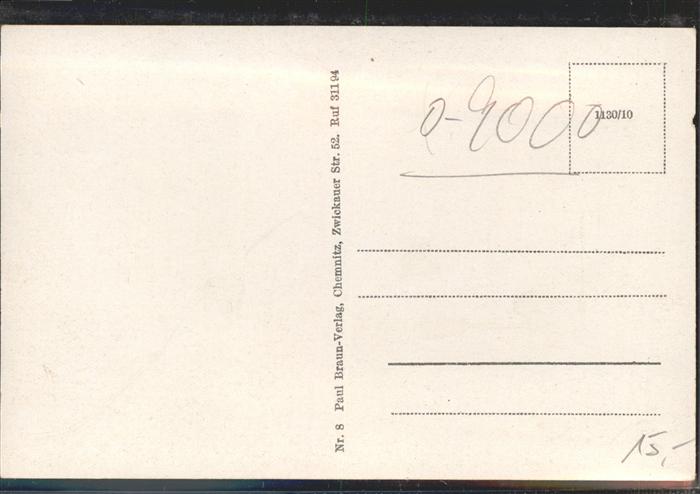 Nr. 8 Paul Braun-Verlag, Chemnitz, Zwickauer Str. 52. Ruf 31194
0-9000
1130/10
15,-